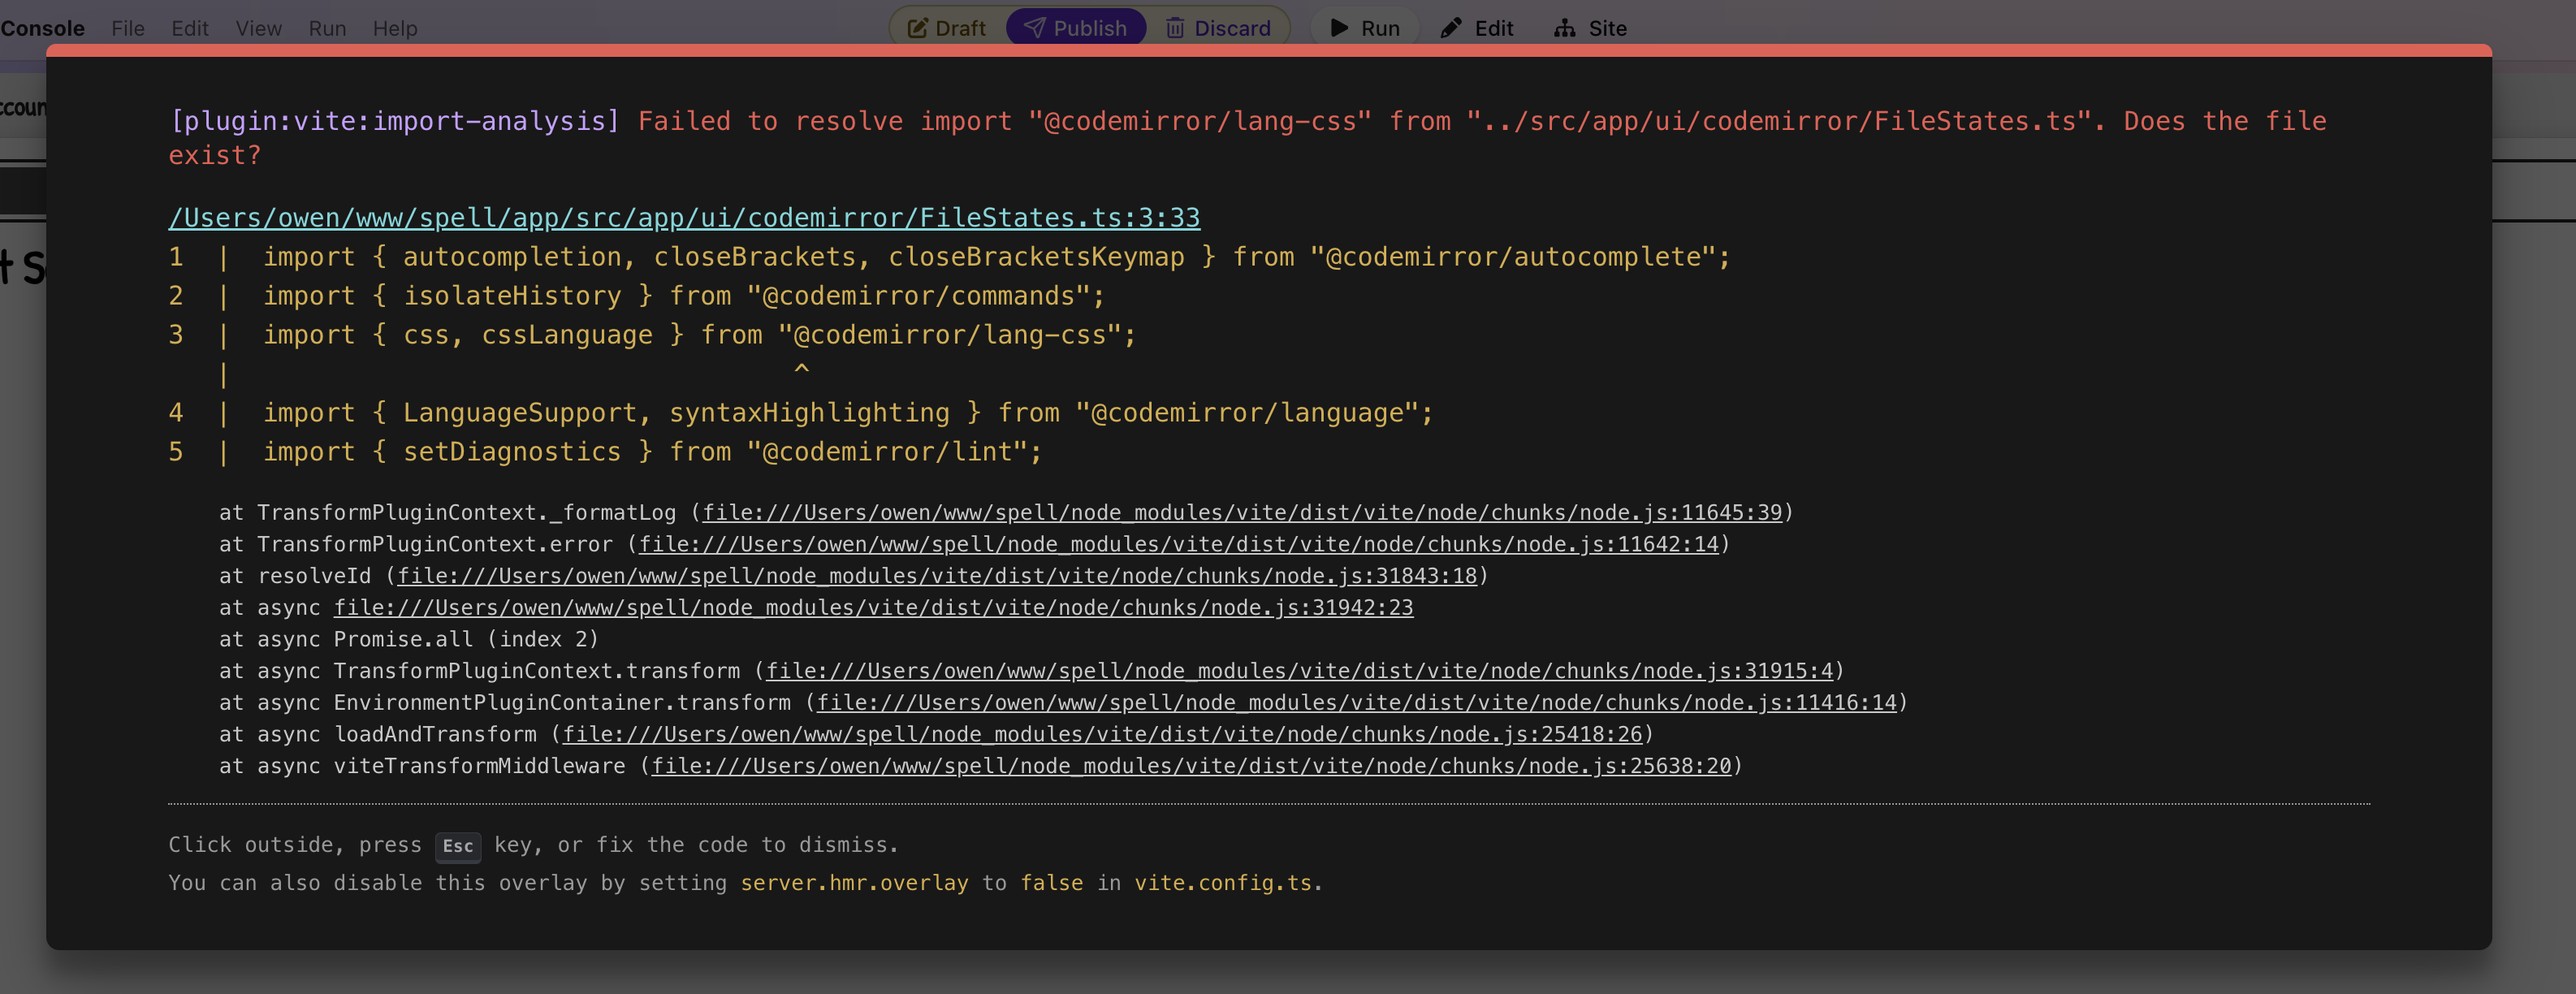 Console File Edit View Run Help Draft Publish Discard Run Edit Site
[plugin:vite:import-analysis] Failed to resolve import "@codemirror/lang-css" from "../src/app/ui/codemirror/FileStates.ts". Does the file
exist?
/Users/owen/www/spell/app/src/app/ui/codemirror/FileStates.ts:3:33
1  |  import { autocompletion, closeBrackets, closeBracketsKeymap } from "@codemirror/autocomplete";
2  |  import { isolateHistory } from "@codemirror/commands";
3  |  import { css, cssLanguage } from "@codemirror/lang-css";
   |                                    ^
4  |  import { LanguageSupport, syntaxHighlighting } from "@codemirror/language";
5  |  import { setDiagnostics } from "@codemirror/lint";
at TransformPluginContext._formatLog (file:///Users/owen/www/spell/node_modules/vite/dist/vite/node/chunks/node.js:11645:39)
at TransformPluginContext.error (file:///Users/owen/www/spell/node_modules/vite/dist/vite/node/chunks/node.js:11642:14)
at resolveId (file:///Users/owen/www/spell/node_modules/vite/dist/vite/node/chunks/node.js:31843:18)
at async file:///Users/owen/www/spell/node_modules/vite/dist/vite/node/chunks/node.js:31942:23
at async Promise.all (index 2)
at async TransformPluginContext.transform (file:///Users/owen/www/spell/node_modules/vite/dist/vite/node/chunks/node.js:31915:4)
at async EnvironmentPluginContainer.transform (file:///Users/owen/www/spell/node_modules/vite/dist/vite/node/chunks/node.js:11416:14)
at async loadAndTransform (file:///Users/owen/www/spell/node_modules/vite/dist/vite/node/chunks/node.js:25418:26)
at async viteTransformMiddleware (file:///Users/owen/www/spell/node_modules/vite/dist/vite/node/chunks/node.js:25638:20)
Click outside, press Esc key, or fix the code to dismiss.
You can also disable this overlay by setting server.hmr.overlay to false in vite.config.ts.